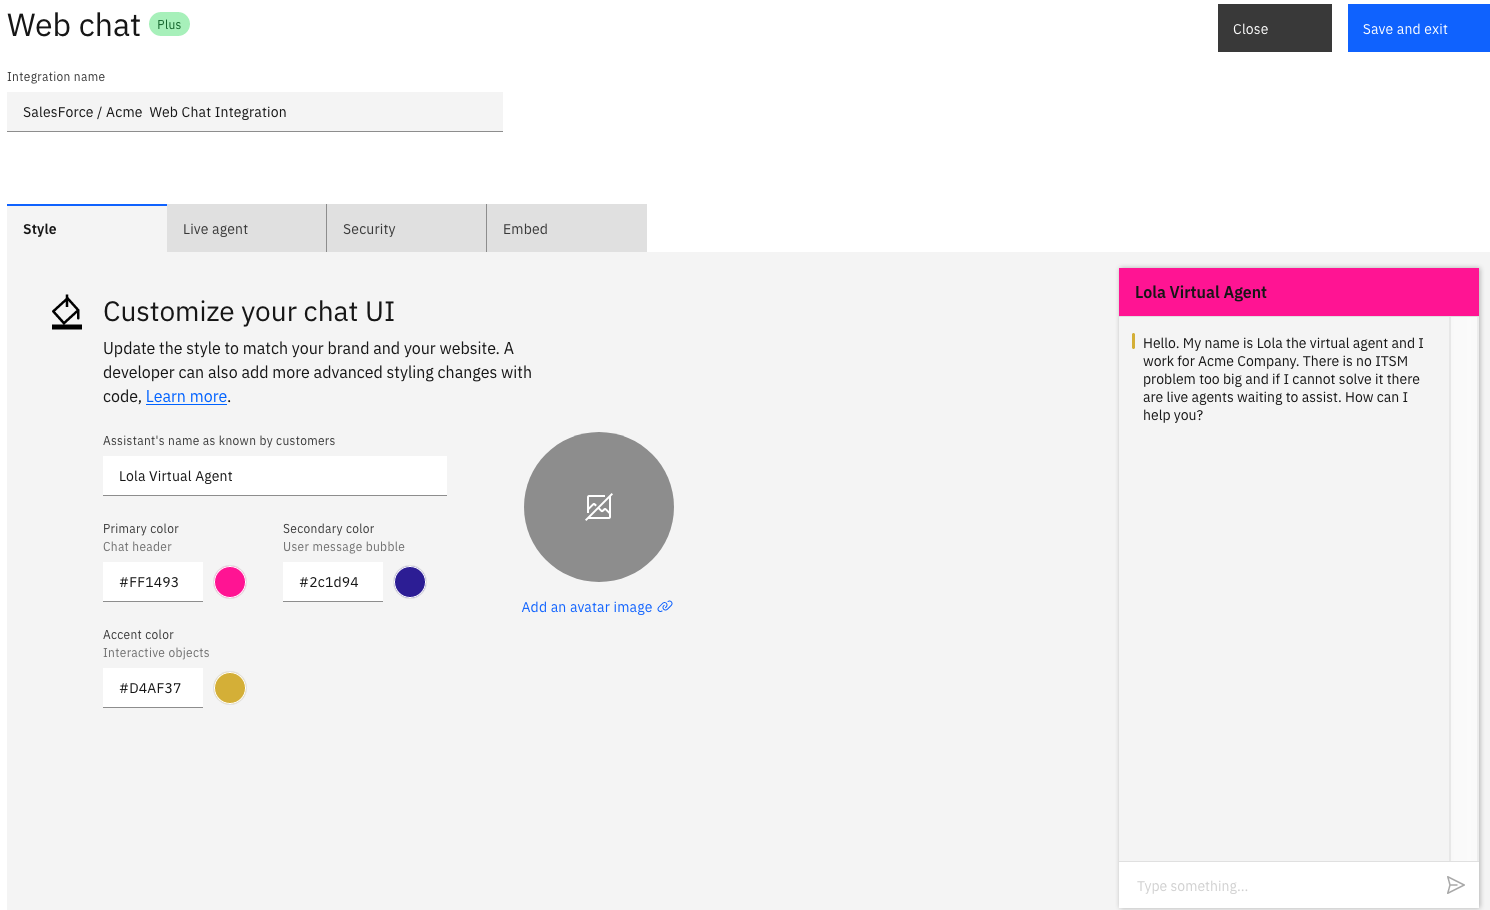 Web chat Plus
Close
Save and exit
Integration name
SalesForce / Acme  Web Chat Integration
Style
Live agent
Security
Embed
Customize your chat UI
Update the style to match your brand and your website. A
developer can also add more advanced styling changes with
code, Learn more.
Assistant's name as known by customers
Lola Virtual Agent
Primary color
Chat header
#FF1493
Secondary color
User message bubble
#2c1d94
Accent color
Interactive objects
#D4AF37
Add an avatar image
Lola Virtual Agent
Hello. My name is Lola the virtual agent and I
work for Acme Company. There is no ITSM
problem too big and if I cannot solve it there
are live agents waiting to assist. How can I
help you?
Type something...